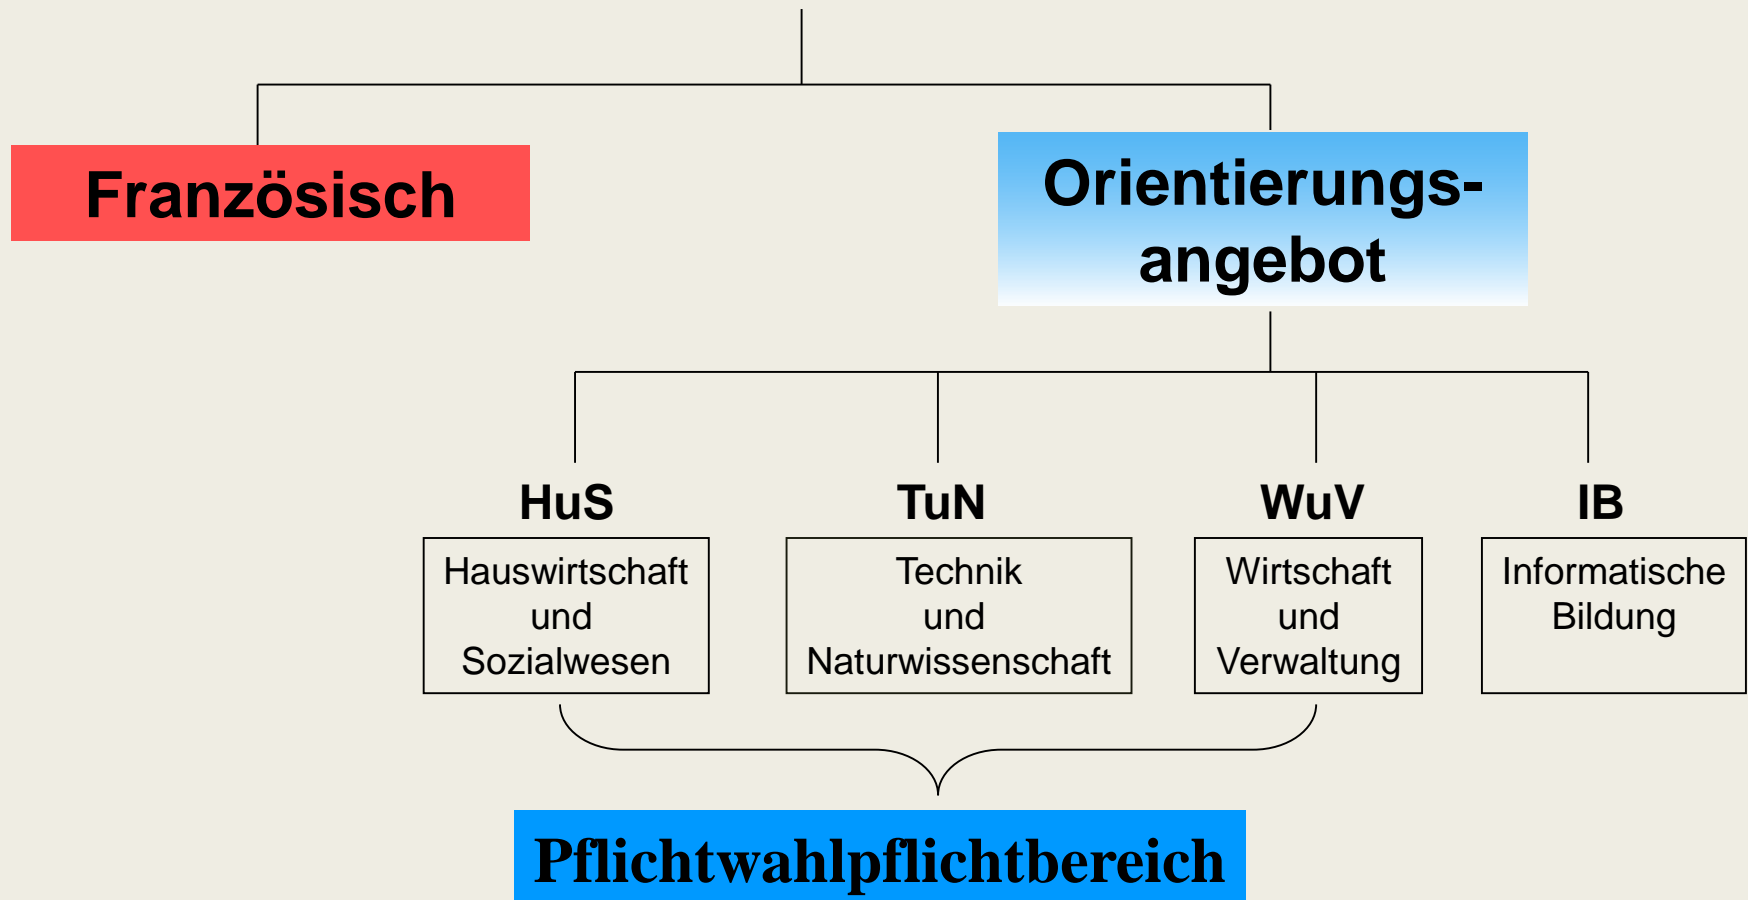 Französisch
Orientierungs-
angebot
HuS
Hauswirtschaft
und
Sozialwesen
TuN
Technik
und
Naturwissenschaft
WuV
Wirtschaft
und
Verwaltung
IB
Informatische
Bildung
Pflichtwahlpflichtbereich